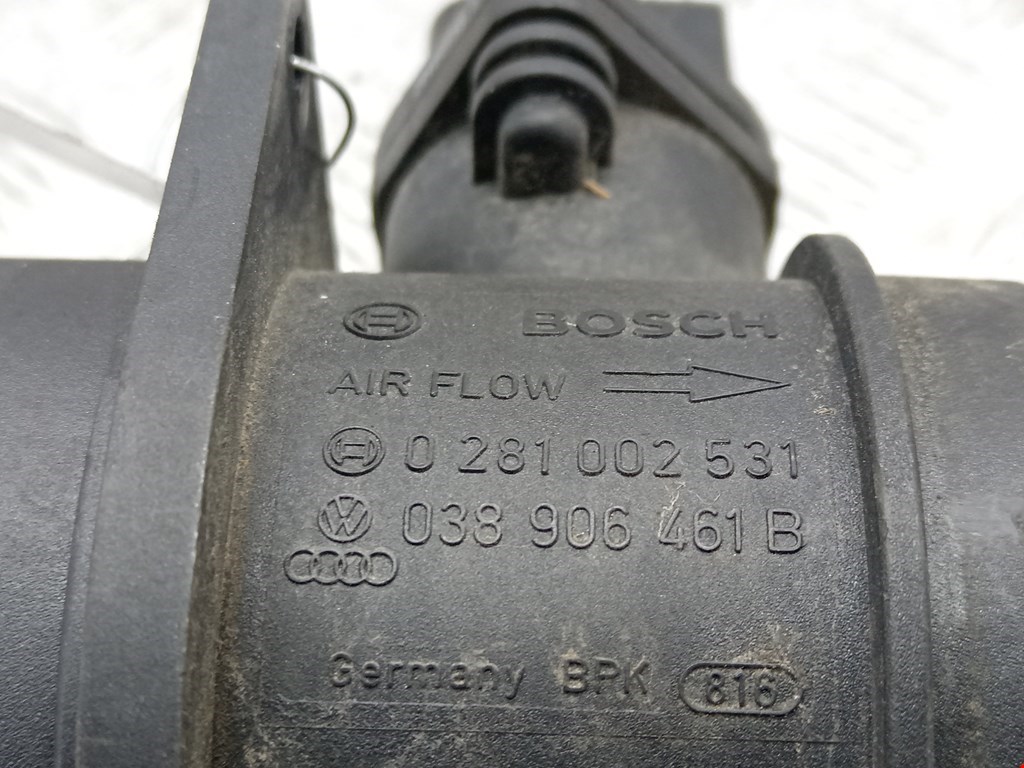 BOSCH
AIR FLOW
0 281 002 531
038 906 461 B
Germany BPK 816